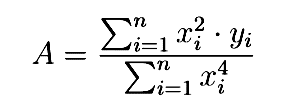 A = \frac{\sum_{i=1}^{n} x_i^2 \cdot y_i}{\sum_{i=1}^{n} x_i^4}